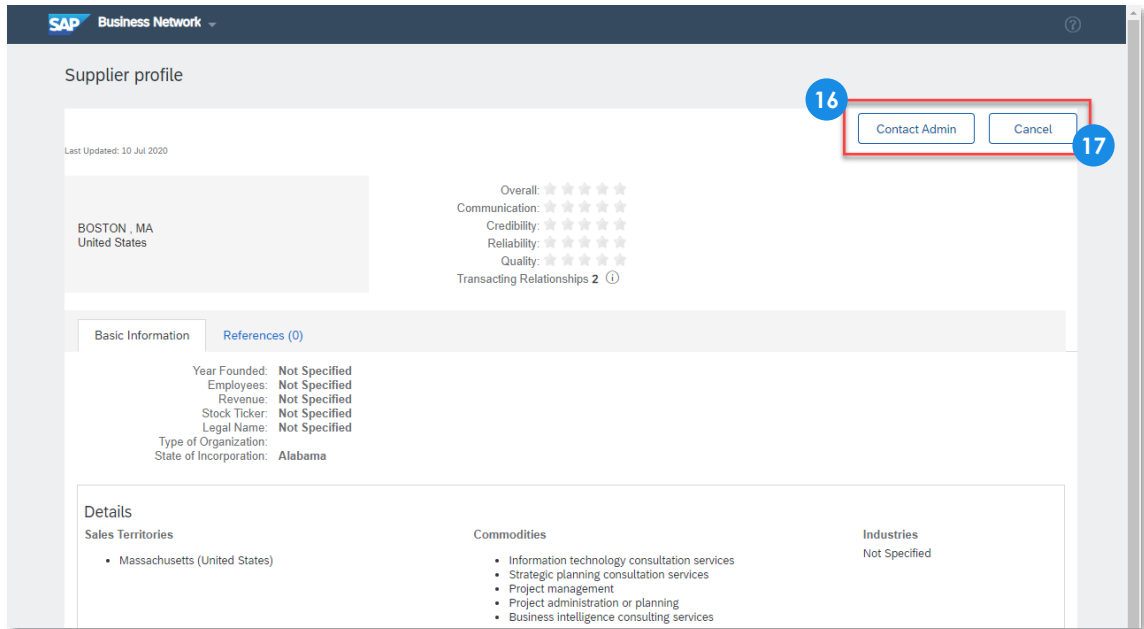 SAP Business Network
Supplier profile
16
Contact Admin Cancel
17
Last Updated: 10 Jul 2020
BOSTON , MA
United States
Overall:
Communication:
Credibility:
Reliability:
Quality:
Transacting Relationships 2
Basic Information References (0)
Year Founded: Not Specified
Employees: Not Specified
Revenue: Not Specified
Stock Ticker: Not Specified
Legal Name: Not Specified
Type of Organization:
State of Incorporation: Alabama
Details
Sales Territories Commodities Industries
• Massachusetts (United States) • Information technology consultation services Not Specified
• Strategic planning consultation services
• Project management
• Project administration or planning
• Business intelligence consulting services